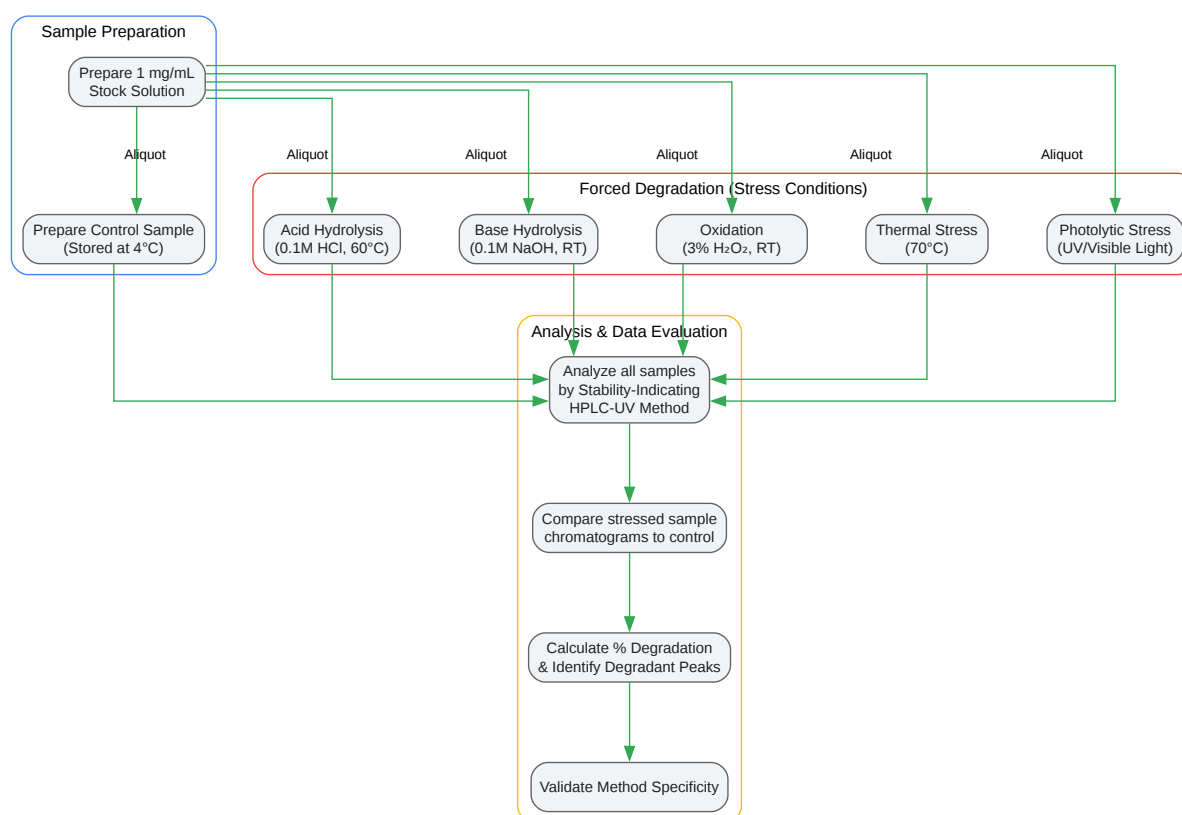 Sample Preparation
Prepare 1 mg/mL
Stock Solution
Aliquot
Aliquot
Aliquot
Aliquot
Aliquot
Aliquot
Forced Degradation (Stress Conditions)
Prepare Control Sample
(Stored at 4°C)
Acid Hydrolysis
(0.1M HCl, 60°C)
Base Hydrolysis
(0.1M NaOH, RT)
Oxidation
(3% H₂O₂, RT)
Thermal Stress
(70°C)
Photolytic Stress
(UV/Visible Light)
Analysis & Data Evaluation
Analyze all samples
by Stability-Indicating
HPLC-UV Method
Compare stressed sample
chromatograms to control
Calculate % Degradation
& Identify Degradant Peaks
Validate Method Specificity